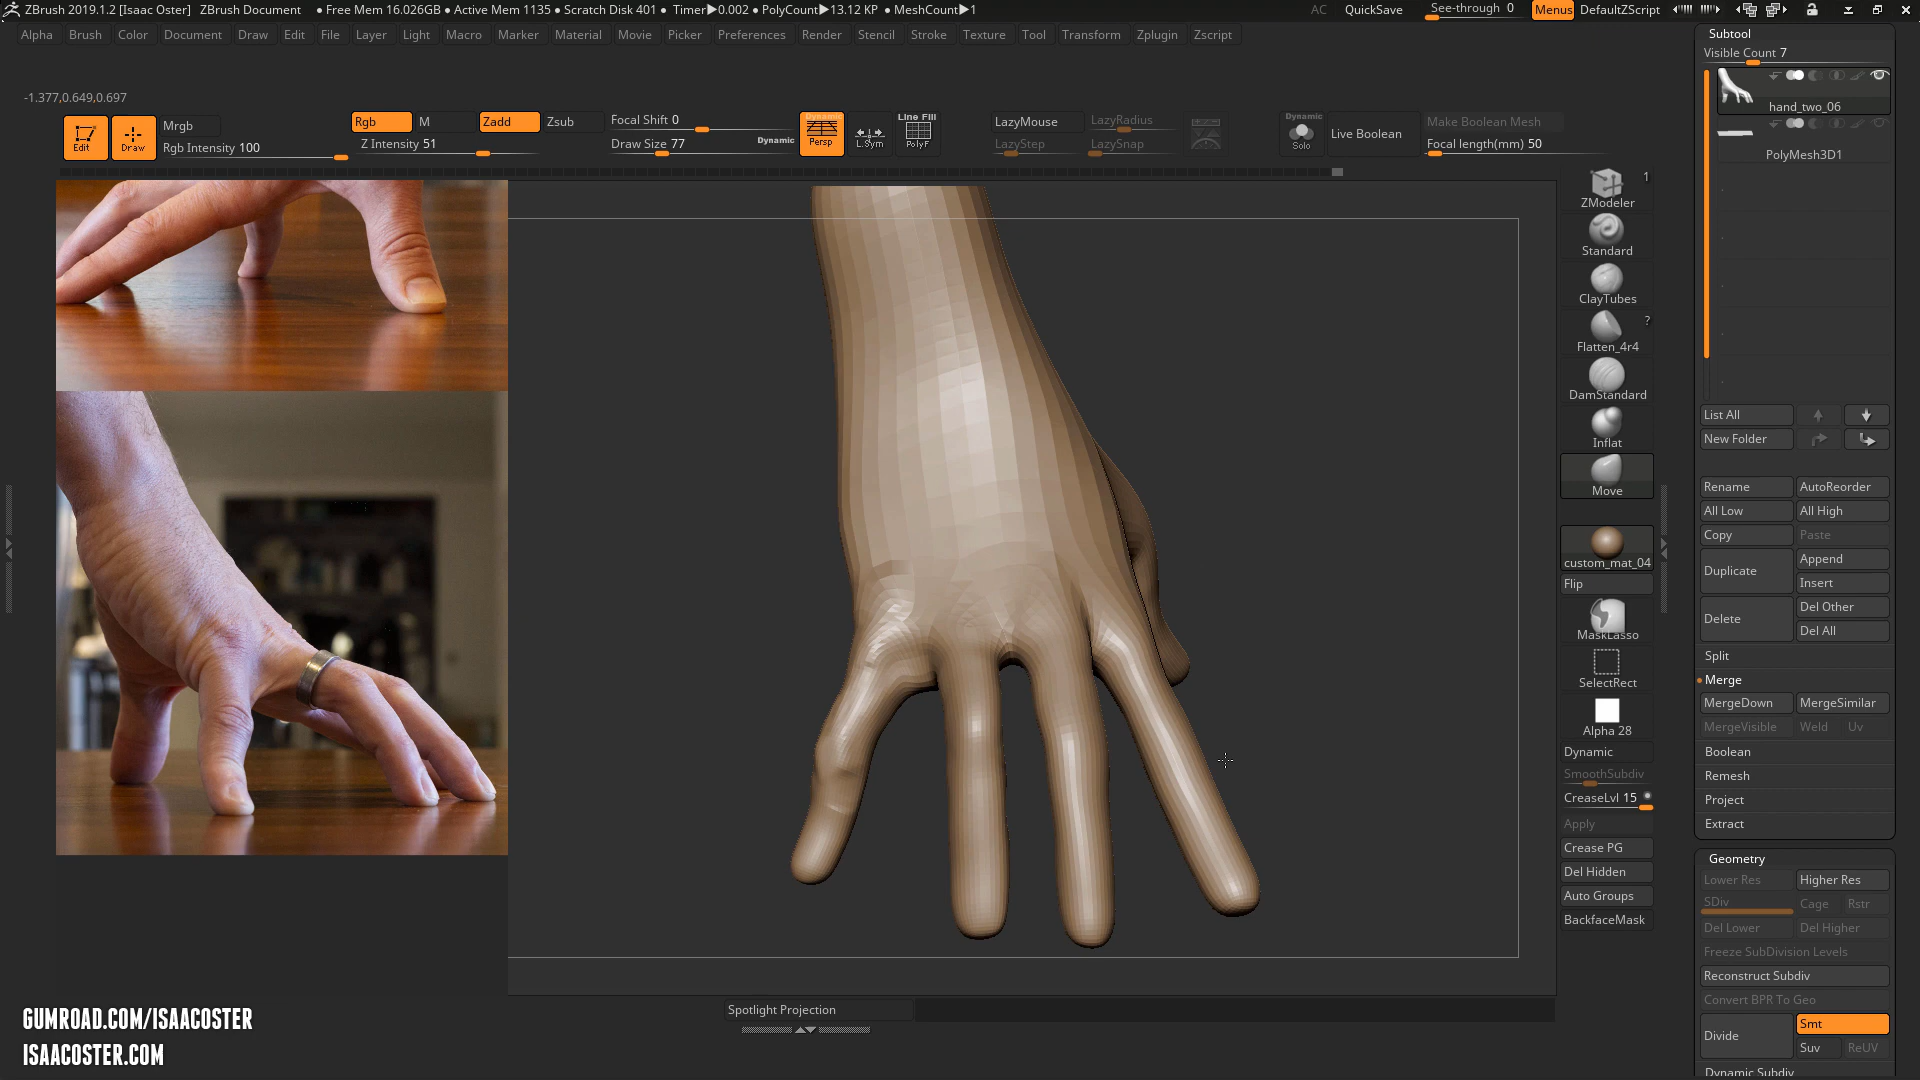 ZBrush 2019.1.2 [Isaac Oster] ZBrush Document • Free Mem 16.026GB • Active Mem 1135 • Scratch Disk 401 • Timer▶0.002 • PolyCount▶13.12 KP • MeshCount▶1 AC QuickSave See-through 0 Menus DefaultZScript
Alpha Brush Color Document Draw Edit File Layer Light Macro Marker Material Movie Picker Preferences Render Stencil Stroke Texture Tool Transform Zplugin Zscript
-1.377,0.649,0.697
Edit
Draw
Mrgb
Rgb Intensity 100
Rgb M Zadd Zsub
Z Intensity 51
Focal Shift 0
Draw Size 77
Dynamic
Dynamic
Persp
L.Sym
Line Fill
PolyF
LazyMouse LazyRadius
LazyStep LazySnap
Dynamic
Solo
Live Boolean
Make Boolean Mesh
Focal length(mm) 50
1
ZModeler
Standard
ClayTubes
?
Flatten_4r4
DamStandard
Inflat
Move
custom_mat_04
Flip
MaskLasso
SelectRect
Alpha 28
Dynamic
SmoothSubdiv
CreaseLvl 15
Apply
Crease PG
Del Hidden
Auto Groups
BackfaceMask
Subtool
Visible Count 7
hand_two_06
PolyMesh3D1
List All
New Folder
Rename AutoReorder
All Low All High
Copy Paste
Duplicate Append
Insert
Delete Del Other
Del All
Split
Merge
MergeDown MergeSimilar
MergeVisible Weld Uv
Boolean
Remesh
Project
Extract
Geometry
Lower Res Higher Res
SDiv Cage Rstr
Del Lower Del Higher
Freeze SubDivision Levels
Reconstruct Subdiv
Convert BPR To Geo
Divide Smt
Suv ReUV
Dynamic Subdiv
Spotlight Projection
GUMROAD.COM/ISAACOSTER
ISAACOSTER.COM